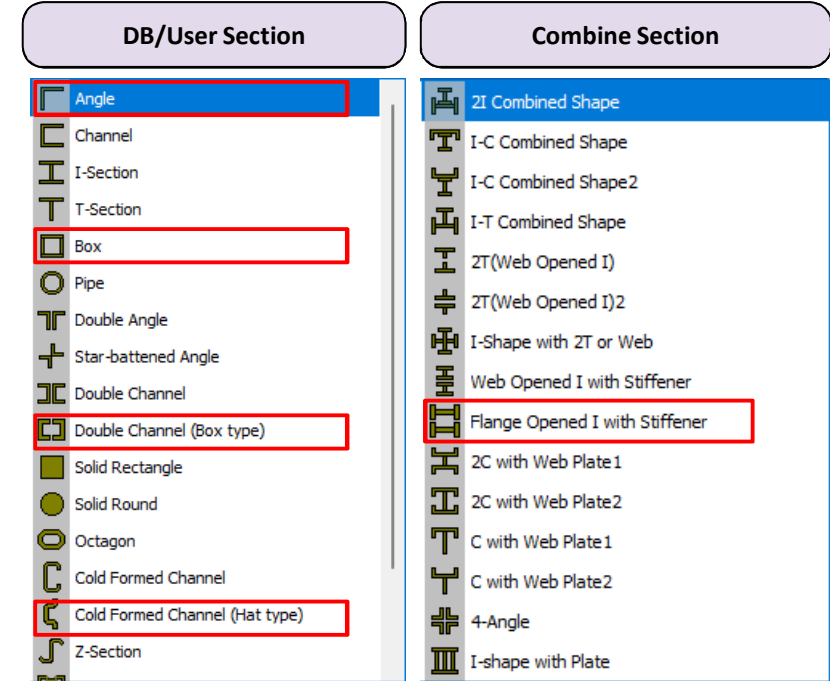 DB/User Section
Angle
Channel
I-Section
T-Section
Box
Pipe
Double Angle
Star-battened Angle
Double Channel
Double Channel (Box type)
Solid Rectangle
Solid Round
Octagon
Cold Formed Channel
Cold Formed Channel (Hat type)
Z-Section
Combine Section
2I Combined Shape
I-C Combined Shape
I-C Combined Shape2
I-T Combined Shape
2T(Web Opened I)
2T(Web Opened I)2
I-Shape with 2T or Web
Web Opened I with Stiffener
Flange Opened I with Stiffener
2C with Web Plate1
2C with Web Plate2
C with Web Plate1
C with Web Plate2
4-Angle
I-shape with Plate